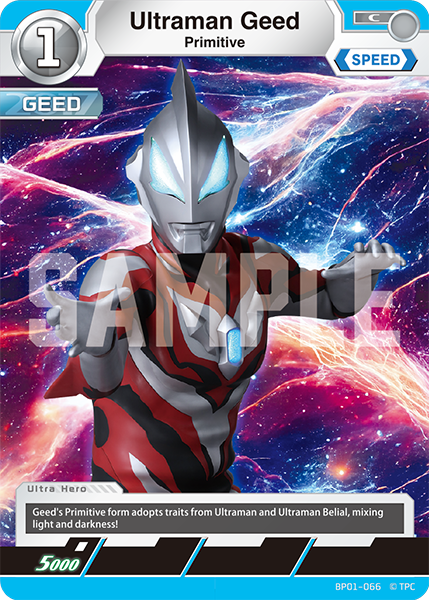 1
Ultraman Geed
Primitive
C
SPEED
GEED
SAMPLE
Ultra Hero
Geed's Primitive form adopts traits from Ultraman and Ultraman Belial, mixing
light and darkness!
5000
BP01-066 © TPC